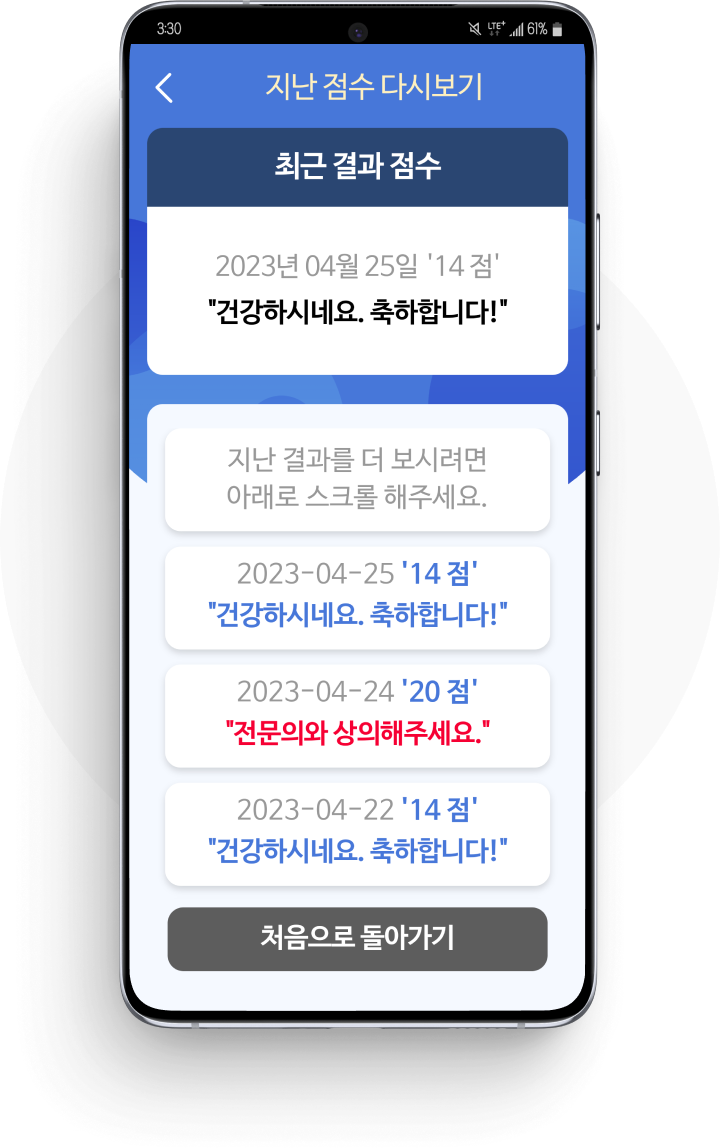 3:30
LTE+
61%
지난 점수 다시보기
최근 결과 점수
2023년 04월 25일 '14 점'
"건강하시네요. 축하합니다!"
지난 결과를 더 보시려면
아래로 스크롤 해주세요.
2023-04-25 '14 점'
"건강하시네요. 축하합니다!"
2023-04-24 '20 점'
"전문의와 상의해주세요."
2023-04-22 '14 점'
"건강하시네요. 축하합니다!"
처음으로 돌아가기